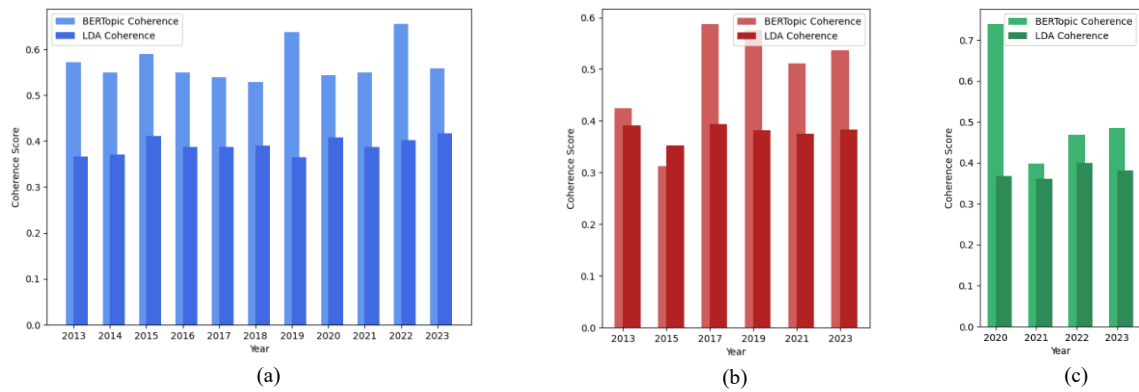 BERTopic Coherence
LDA Coherence
0.6
0.5
0.4
0.3
0.2
0.1
0.0
Coherence Score
2013 2014 2015 2016 2017 2018 2019 2020 2021 2022 2023
Year
(a)
BERTopic Coherence
LDA Coherence
0.6
0.5
0.4
0.3
0.2
0.1
0.0
Coherence Score
2013 2015 2017 2019 2021 2023
Year
(b)
BERTopic Coherence
LDA Coherence
0.7
0.6
0.5
0.4
0.3
0.2
0.1
0.0
Coherence Score
2020 2021 2022 2023
Year
(c)